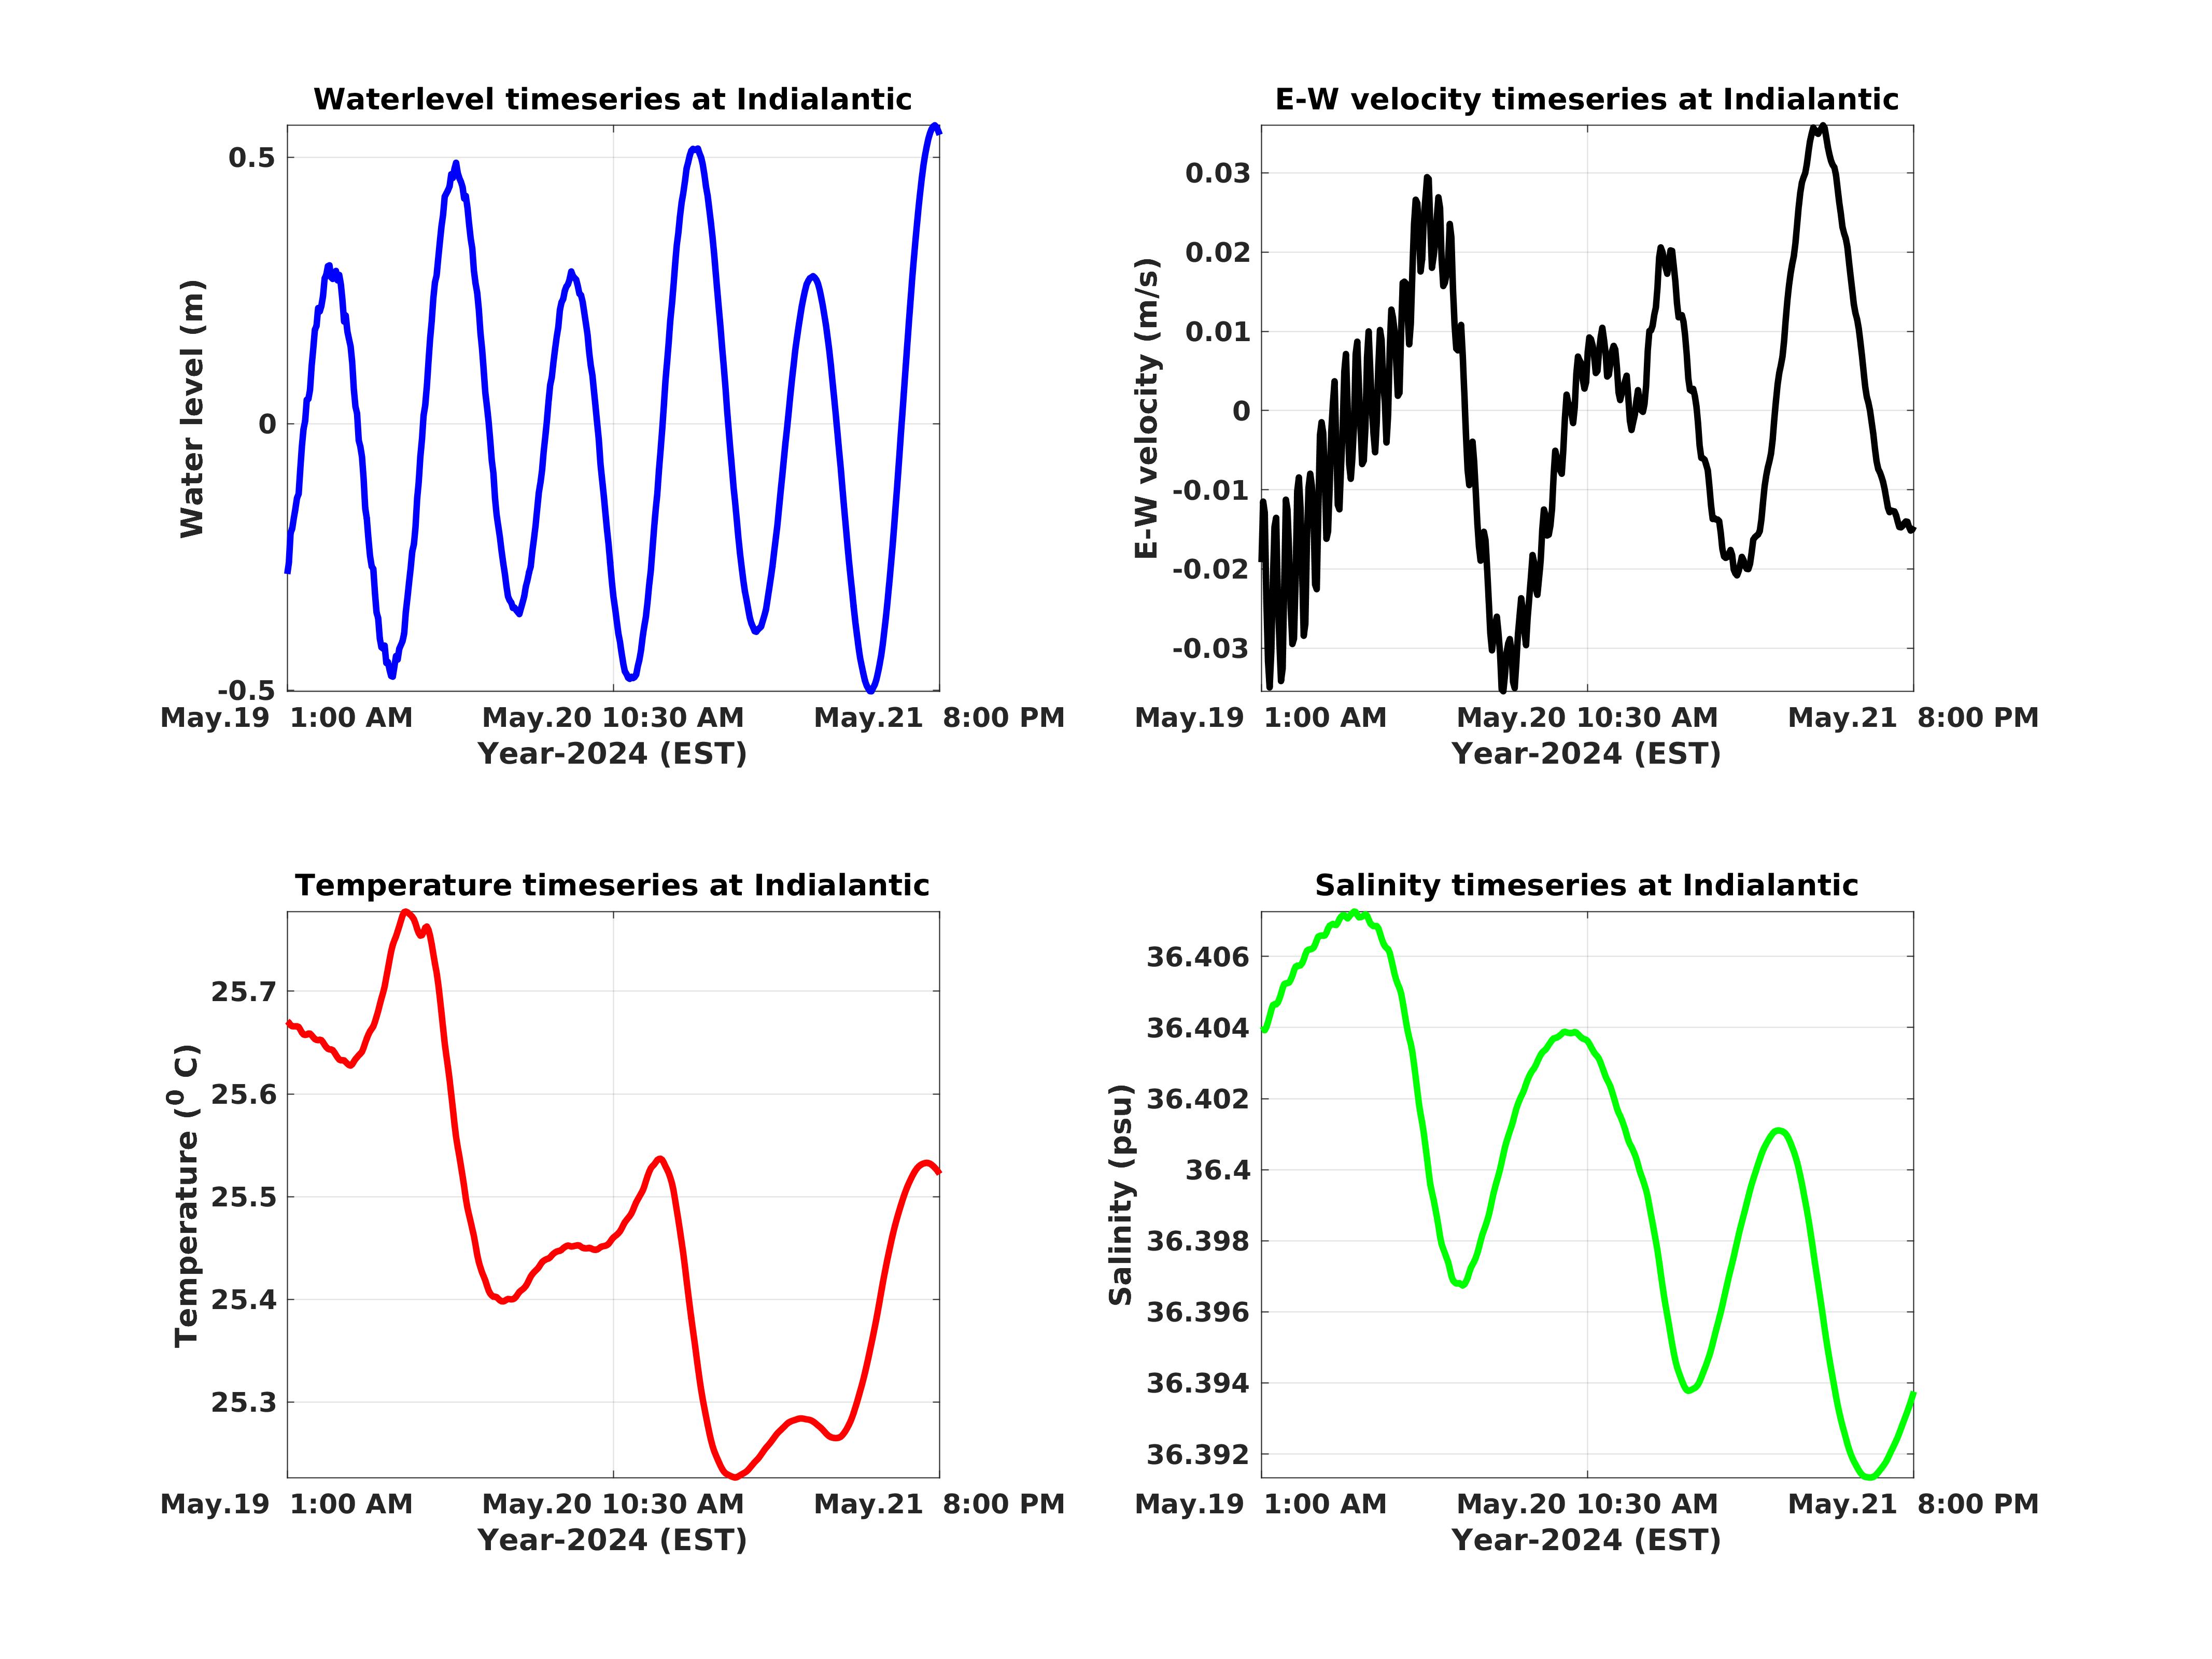 Waterlevel timeseries at Indialantic
0.5
0
-0.5
Water level (m)
May.19 1:00 AM May.20 10:30 AM May.21 8:00 PM
Year-2024 (EST)
E-W velocity timeseries at Indialantic
0.03
0.02
0.01
0
-0.01
-0.02
-0.03
E-W velocity (m/s)
May.19 1:00 AM May.20 10:30 AM May.21 8:00 PM
Year-2024 (EST)
Temperature timeseries at Indialantic
25.7
25.6
25.5
25.4
25.3
Temperature (⁰ C)
May.19 1:00 AM May.20 10:30 AM May.21 8:00 PM
Year-2024 (EST)
Salinity timeseries at Indialantic
36.406
36.404
36.402
36.4
36.398
36.396
36.394
36.392
Salinity (psu)
May.19 1:00 AM May.20 10:30 AM May.21 8:00 PM
Year-2024 (EST)